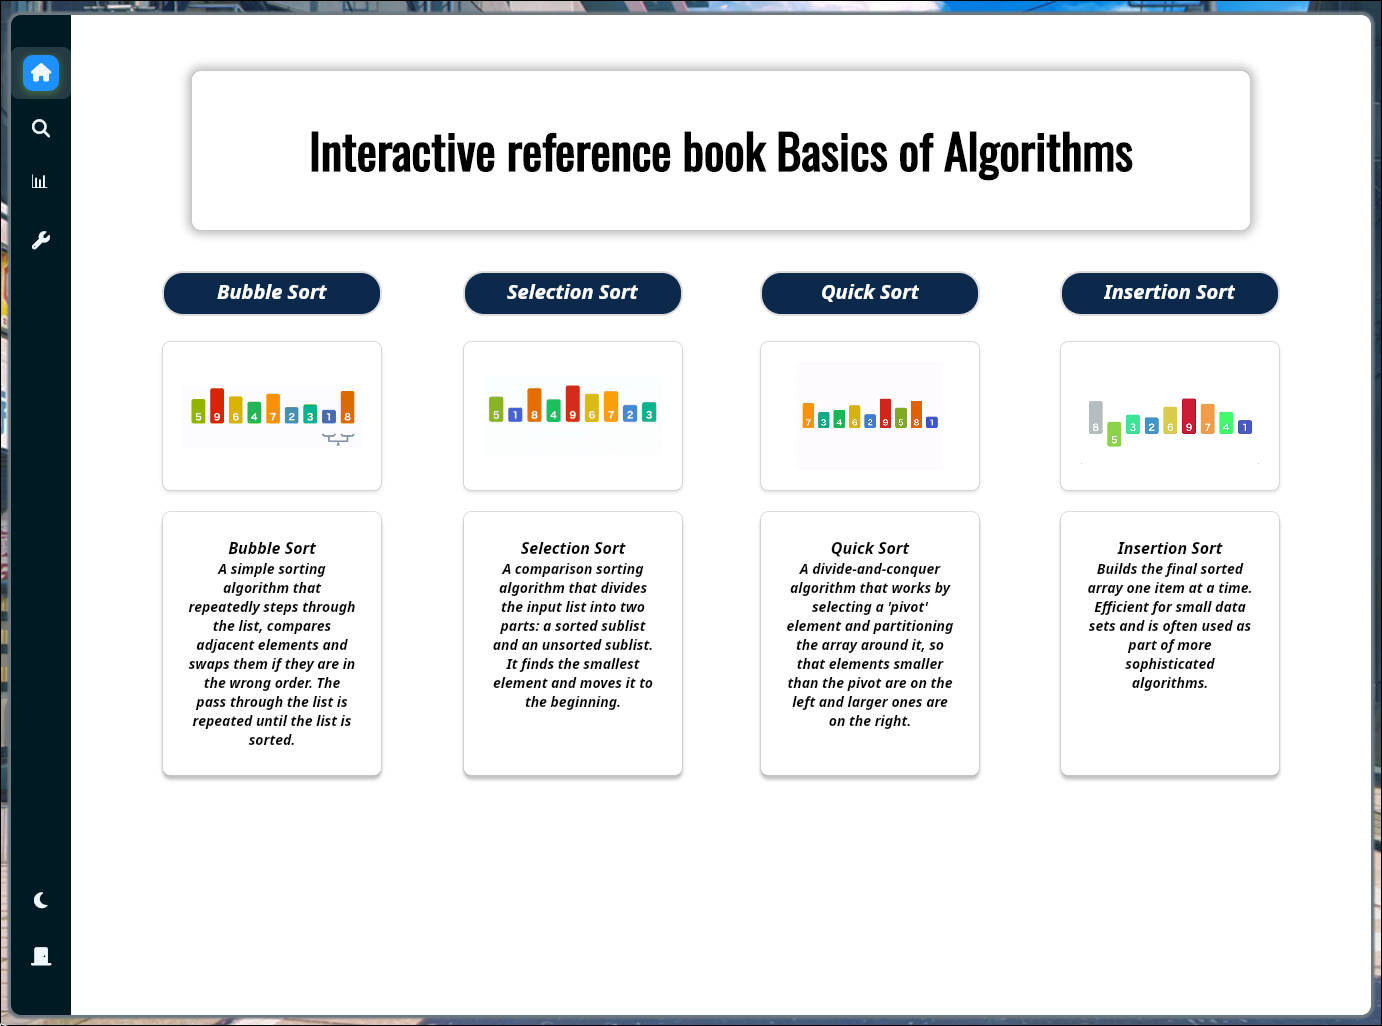 Interactive reference book Basics of Algorithms
Bubble Sort
Selection Sort
Quick Sort
Insertion Sort
5 9 6 4 7 2 3 1 8
5 1 8 4 9 6 7 2 3
7 3 4 6 2 9 5 8 1
8 5 3 2 6 9 7 4 1
Bubble Sort
A simple sorting
algorithm that
repeatedly steps through
the list, compares
adjacent elements and
swaps them if they are in
the wrong order. The
pass through the list is
repeated until the list is
sorted.
Selection Sort
A comparison sorting
algorithm that divides
the input list into two
parts: a sorted sublist
and an unsorted sublist.
It finds the smallest
element and moves it to
the beginning.
Quick Sort
A divide-and-conquer
algorithm that works by
selecting a 'pivot'
element and partitioning
the array around it, so
that elements smaller
than the pivot are on the
left and larger ones are
on the right.
Insertion Sort
Builds the final sorted
array one item at a time.
Efficient for small data
sets and is often used as
part of more
sophisticated
algorithms.